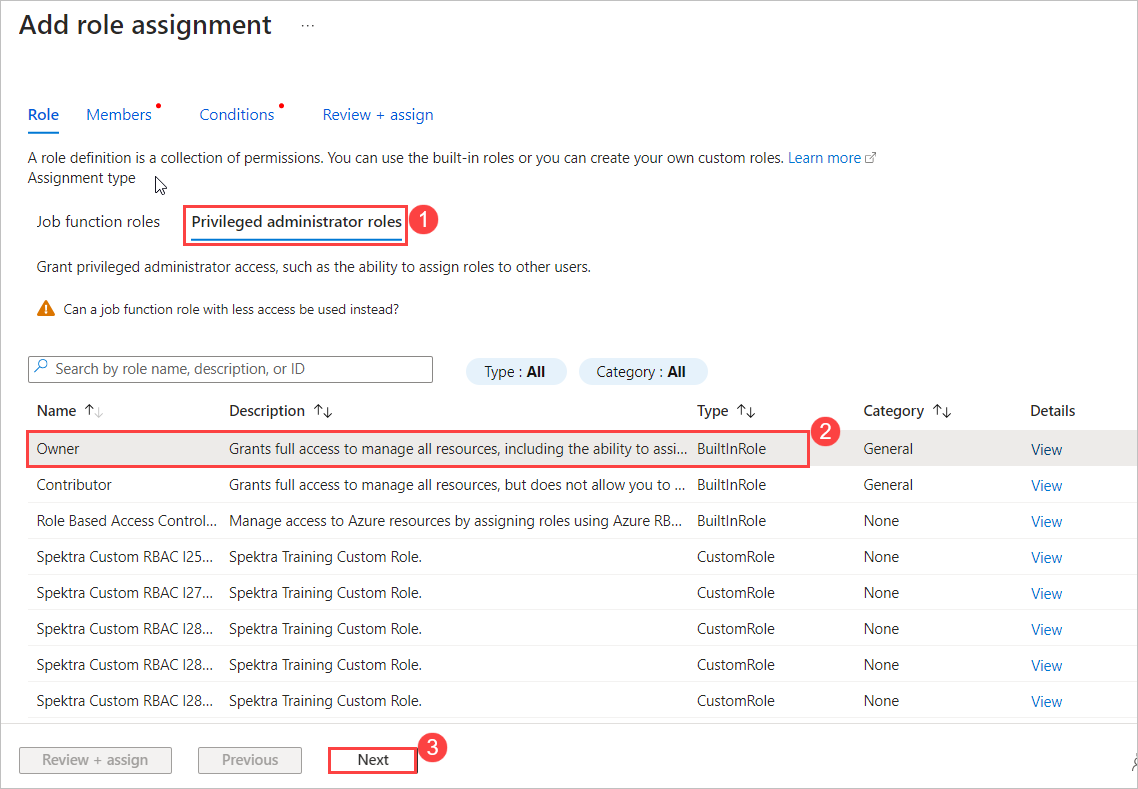 Add role assignment ...
Role Members Conditions Review + assign
A role definition is a collection of permissions. You can use the built-in roles or you can create your own custom roles. Learn more
Assignment type
Job function roles Privileged administrator roles 1
Grant privileged administrator access, such as the ability to assign roles to other users.
Can a job function role with less access be used instead?
Search by role name, description, or ID Type : All Category : All
Name Description Type Category Details
2
Owner Grants full access to manage all resources, including the ability to assi... BuiltInRole General View
Contributor Grants full access to manage all resources, but does not allow you to ... BuiltInRole General View
Role Based Access Control... Manage access to Azure resources by assigning roles using Azure RB... BuiltInRole None View
Spektra Custom RBAC I25... Spektra Training Custom Role. CustomRole None View
Spektra Custom RBAC I27... Spektra Training Custom Role. CustomRole None View
Spektra Custom RBAC I28... Spektra Training Custom Role. CustomRole None View
Spektra Custom RBAC I28... Spektra Training Custom Role. CustomRole None View
Spektra Custom RBAC I28... Spektra Training Custom Role. CustomRole None View
Review + assign Previous Next 3